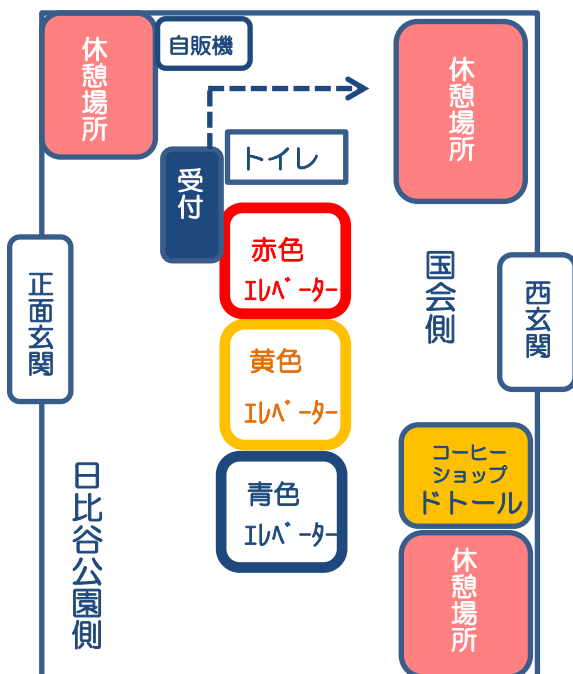 休憩場所
自販機
休憩場所
トイレ
受付
赤色
ｴﾚﾍﾞｰﾀｰ
国会側
正面玄関
西玄関
黄色
ｴﾚﾍﾞｰﾀｰ
コーヒー
ショップ
ドトール
青色
ｴﾚﾍﾞｰﾀｰ
日比谷公園側
休憩場所